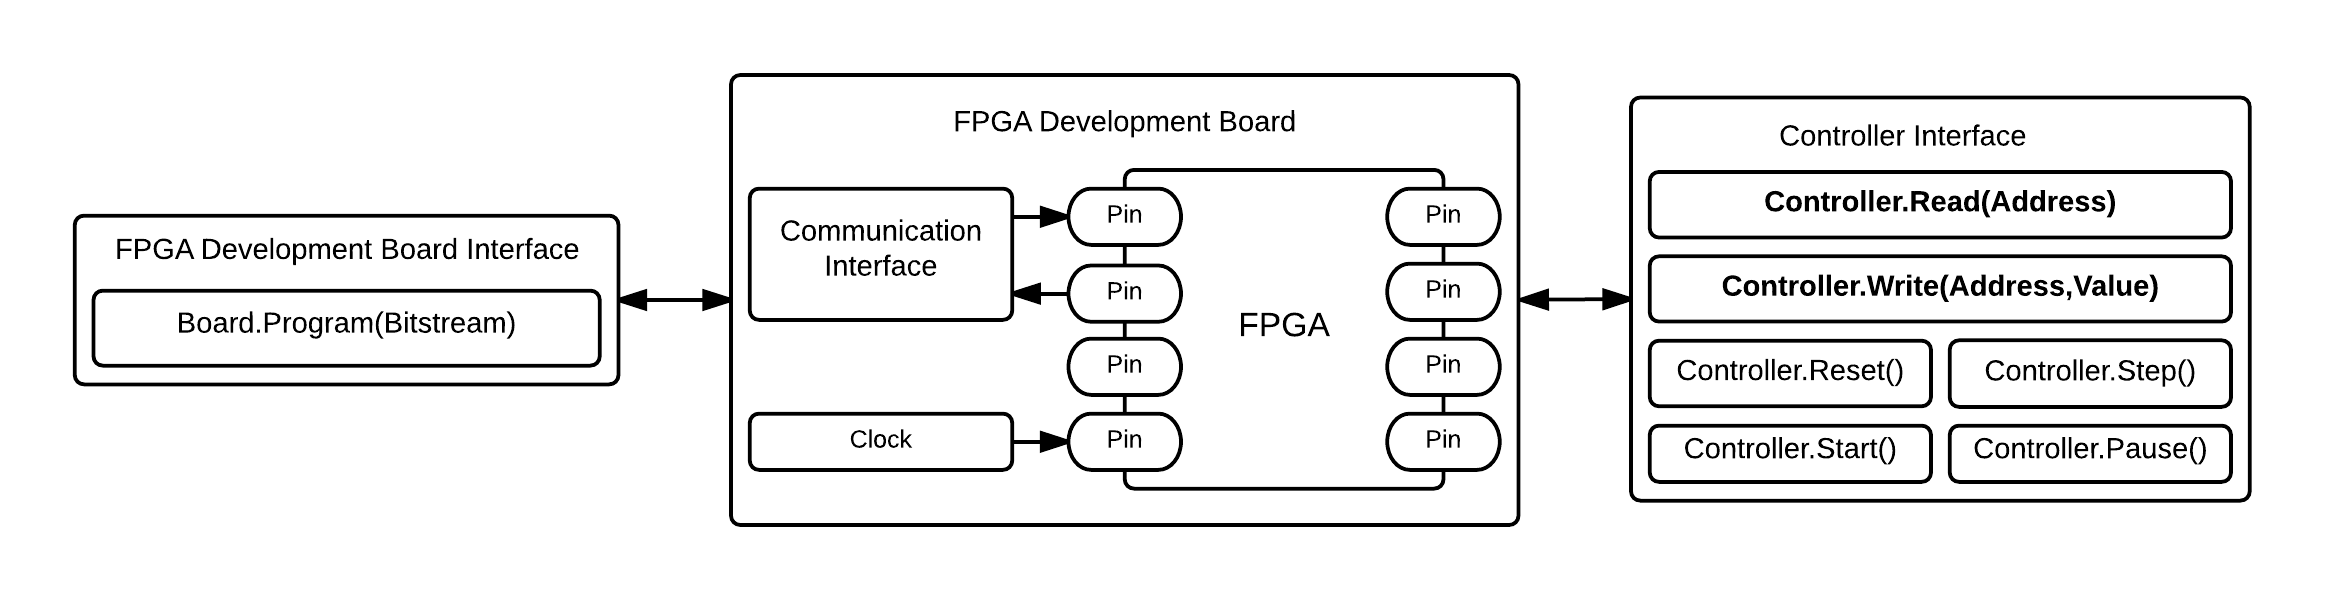 FPGA Development Board Interface
Board.Program(Bitstream)
FPGA Development Board
Communication
Interface
Clock
Pin
Pin
Pin
Pin
FPGA
Pin
Pin
Pin
Pin
Controller Interface
Controller.Read(Address)
Controller.Write(Address,Value)
Controller.Reset()
Controller.Step()
Controller.Start()
Controller.Pause()